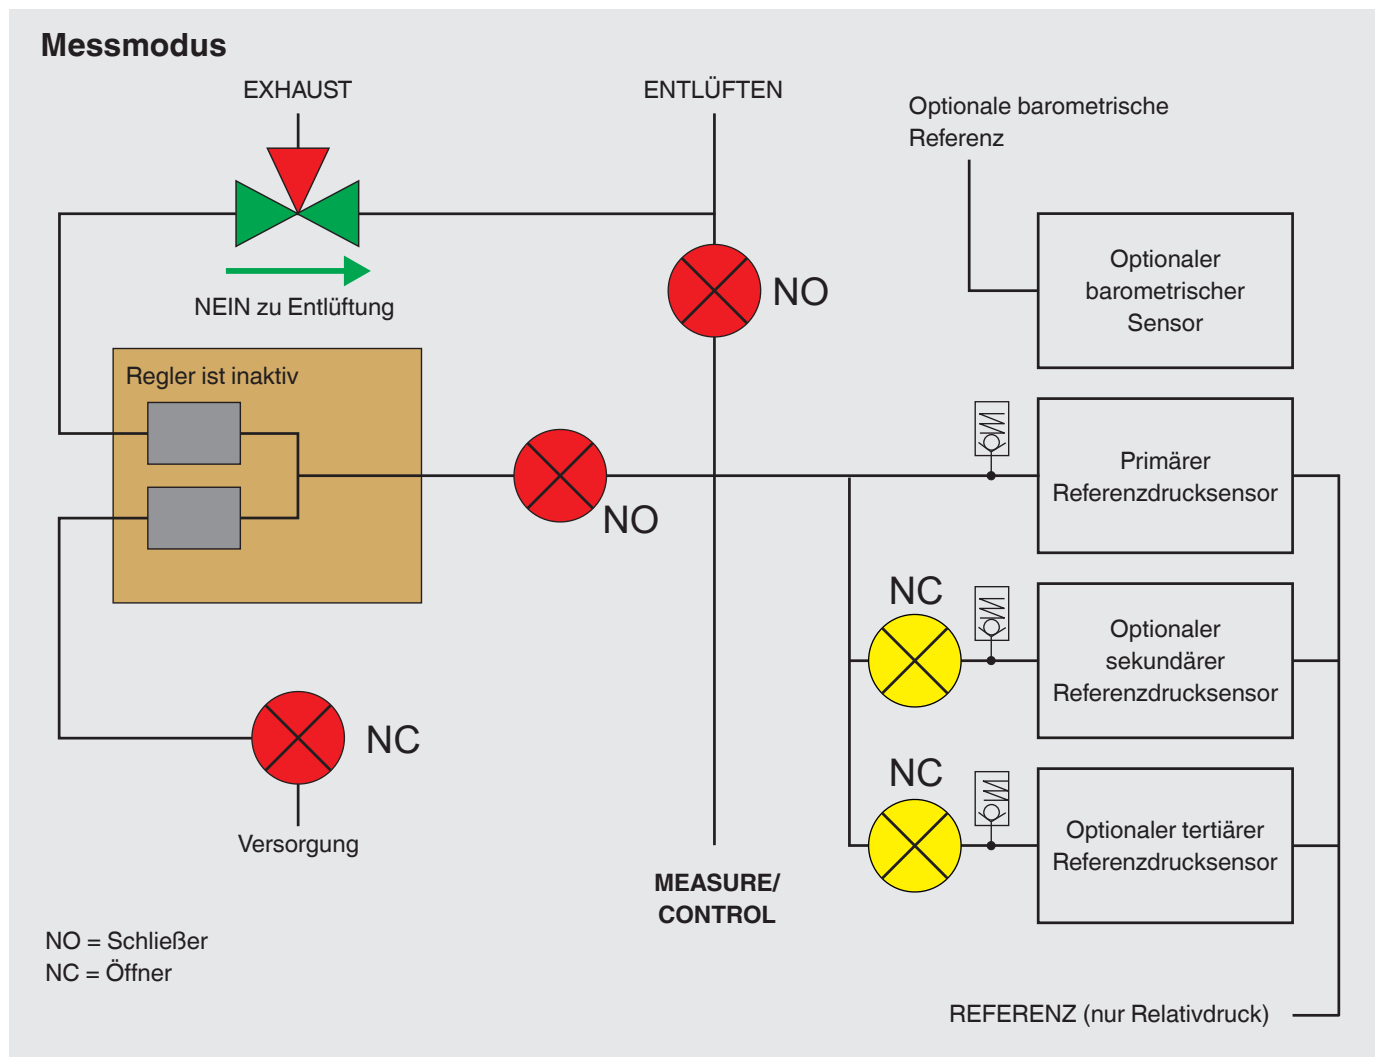 Messmodus
EXHAUST
ENTLÜFTEN
Optionale barometrische
Referenz
NEIN zu Entlüftung
NO
Optionaler
barometrischer
Sensor
Regler ist inaktiv
NO
Primärer
Referenzdrucksensor
NC
Optionaler
sekundärer
Referenzdrucksensor
NC
Versorgung
NC
Optionaler tertiärer
Referenzdrucksensor
MEASURE/
CONTROL
NO = Schließer
NC = Öffner
REFERENZ (nur Relativdruck)